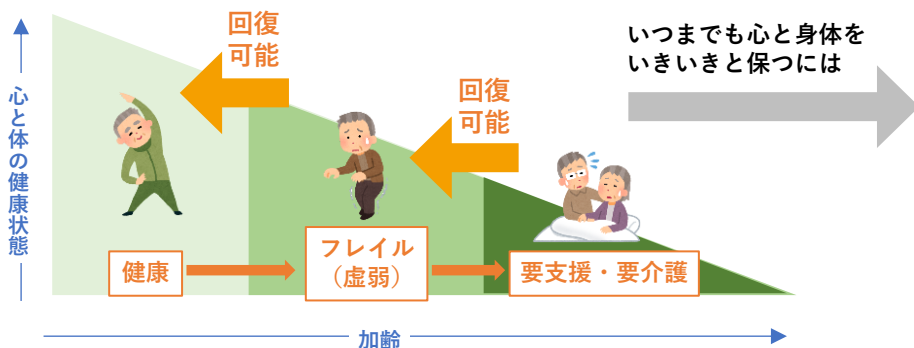 回復
可能
回復
可能
いつまでも心と身体を
いきいきと保つには
心と体の健康状態
健康
フレイル
（虚弱）
要支援・要介護
加齢